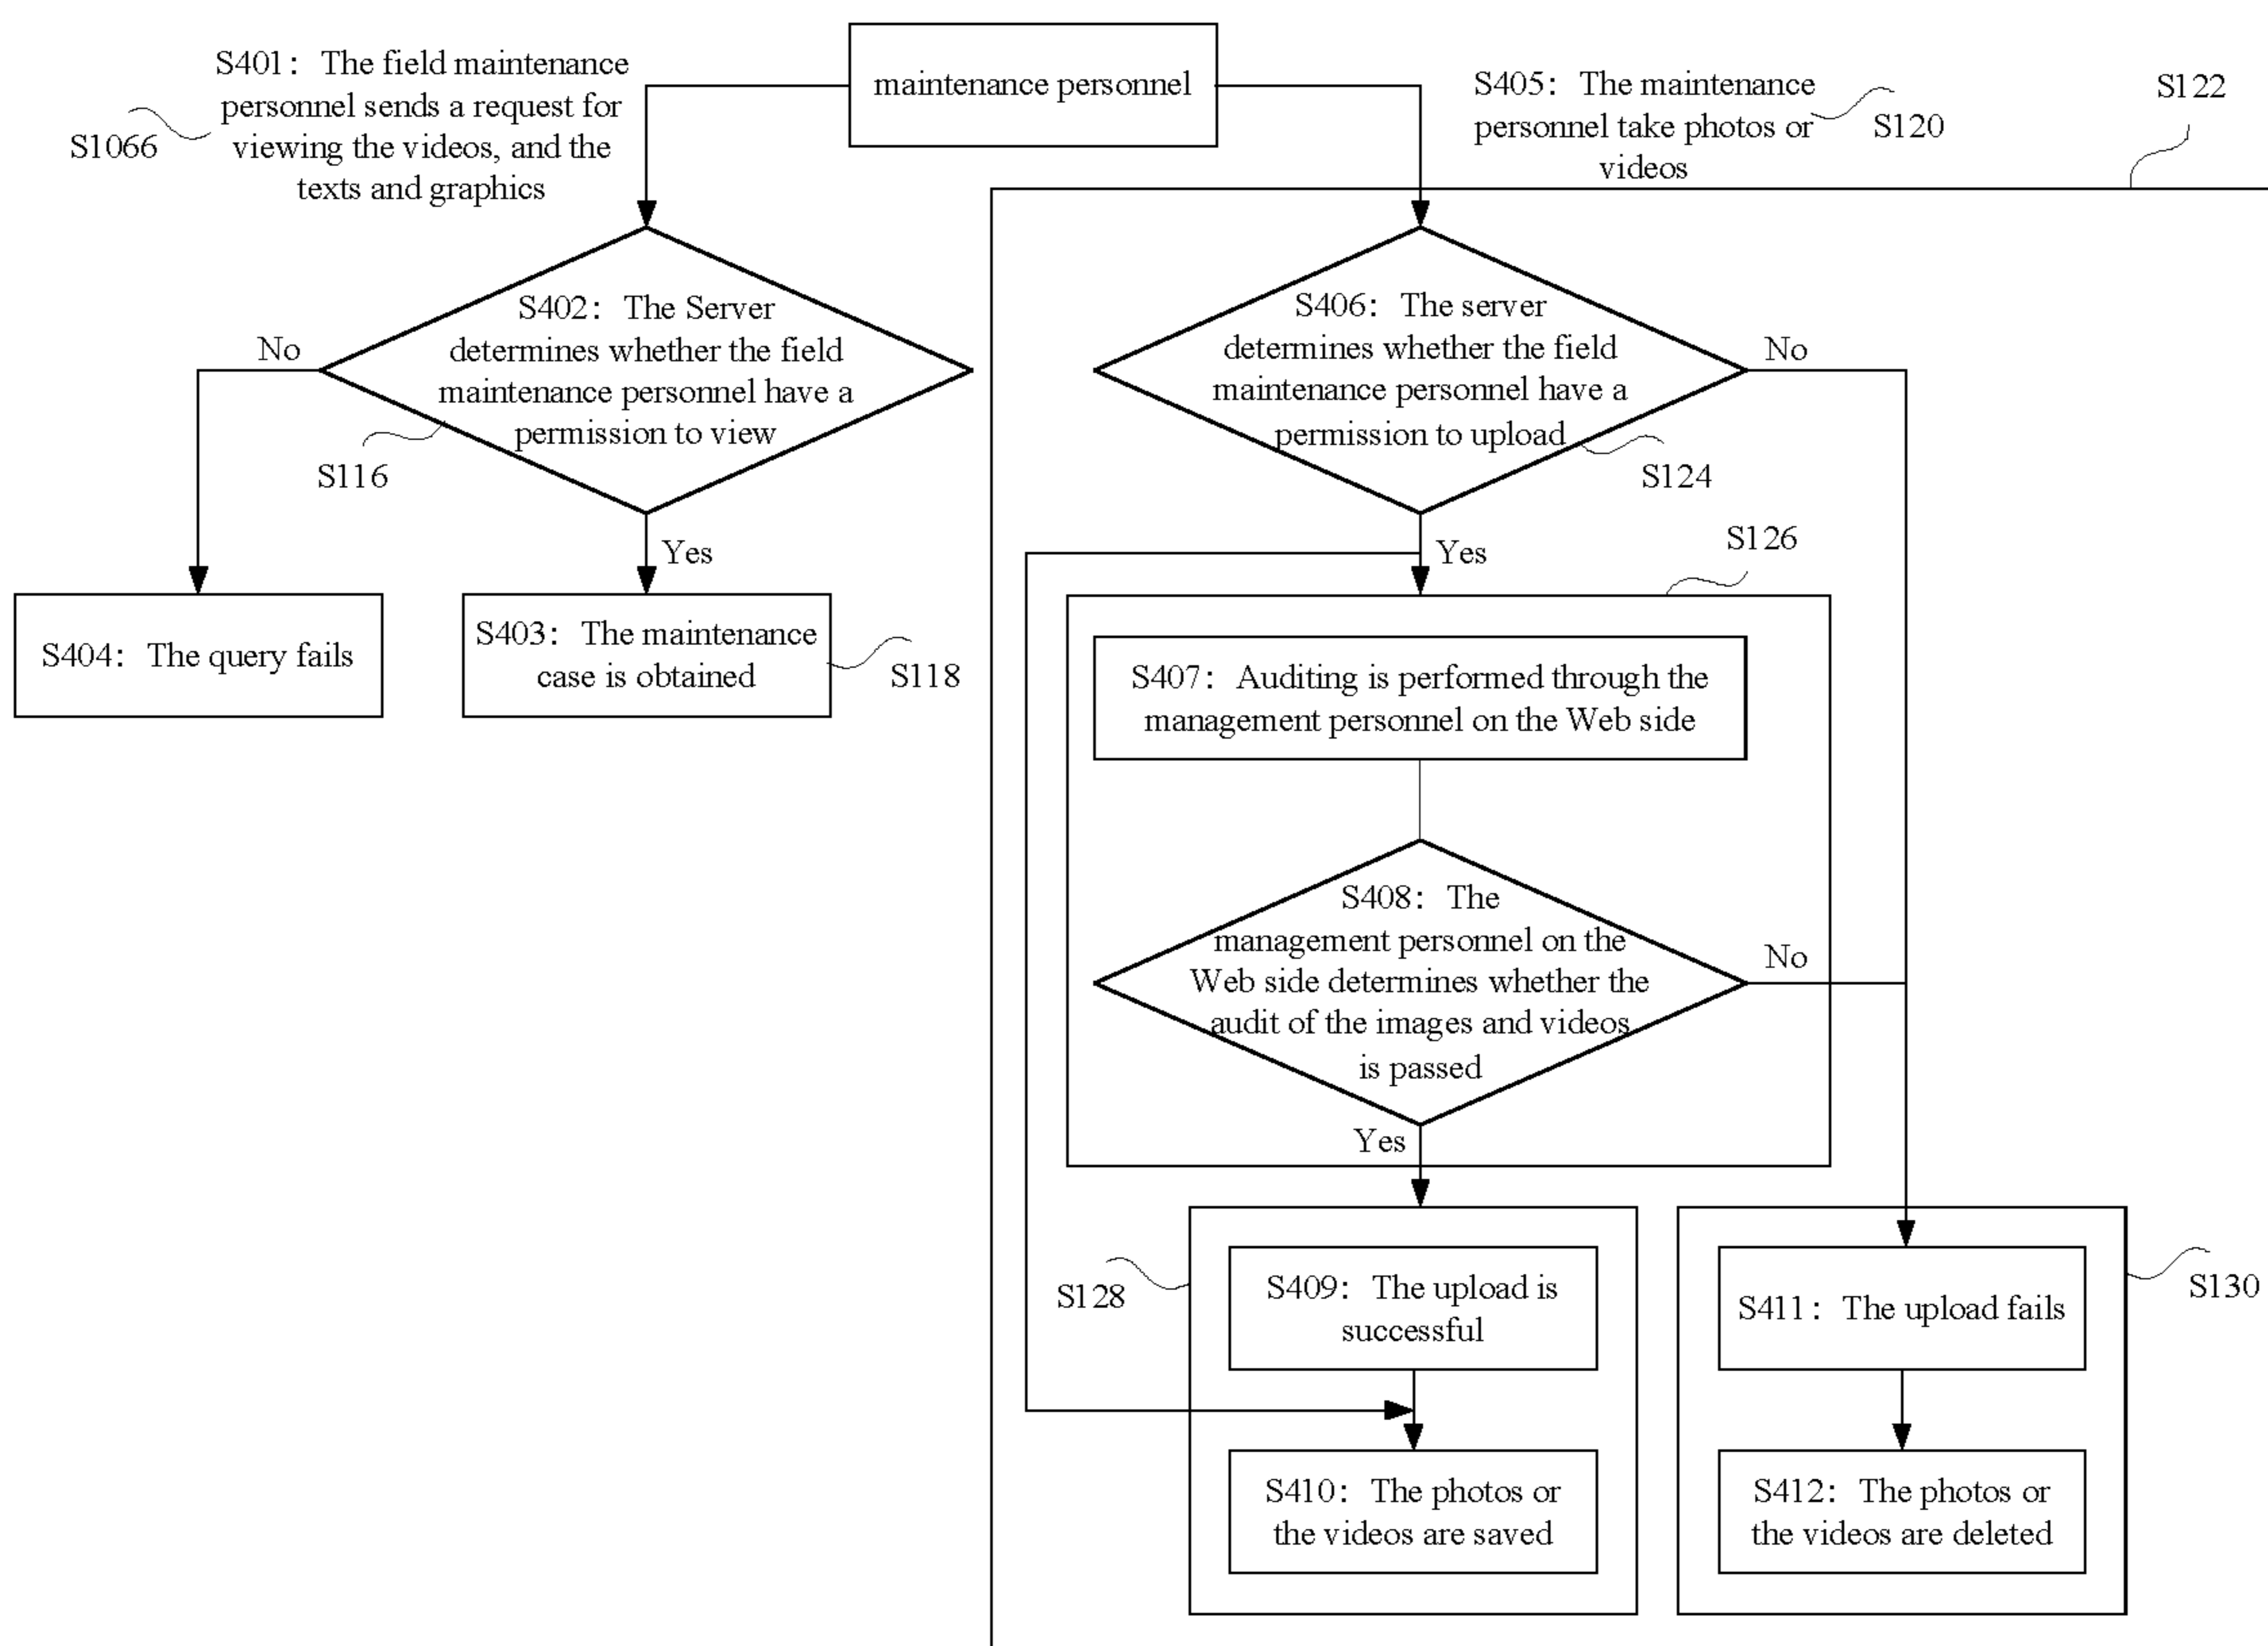 maintenance personnel
S401: The field maintenance
personnel sends a request for
viewing the videos, and the
texts and graphics
S1066
S405: The maintenance
personnel take photos or
videos
S120
S122
S402: The Server
determines whether the field
maintenance personnel have a
permission to view
No
S116
Yes
S404: The query fails
S403: The maintenance
case is obtained
S118
S406: The server
determines whether the field
maintenance personnel have a
permission to upload
No
S124
Yes
S126
S407: Auditing is performed through the
management personnel on the Web side
S408: The
management personnel on the
Web side determines whether the
audit of the images and videos
is passed
No
Yes
S128
S409: The upload is
successful
S410: The photos or
the videos are saved
S411: The upload fails
S130
S412: The photos or
the videos are deleted